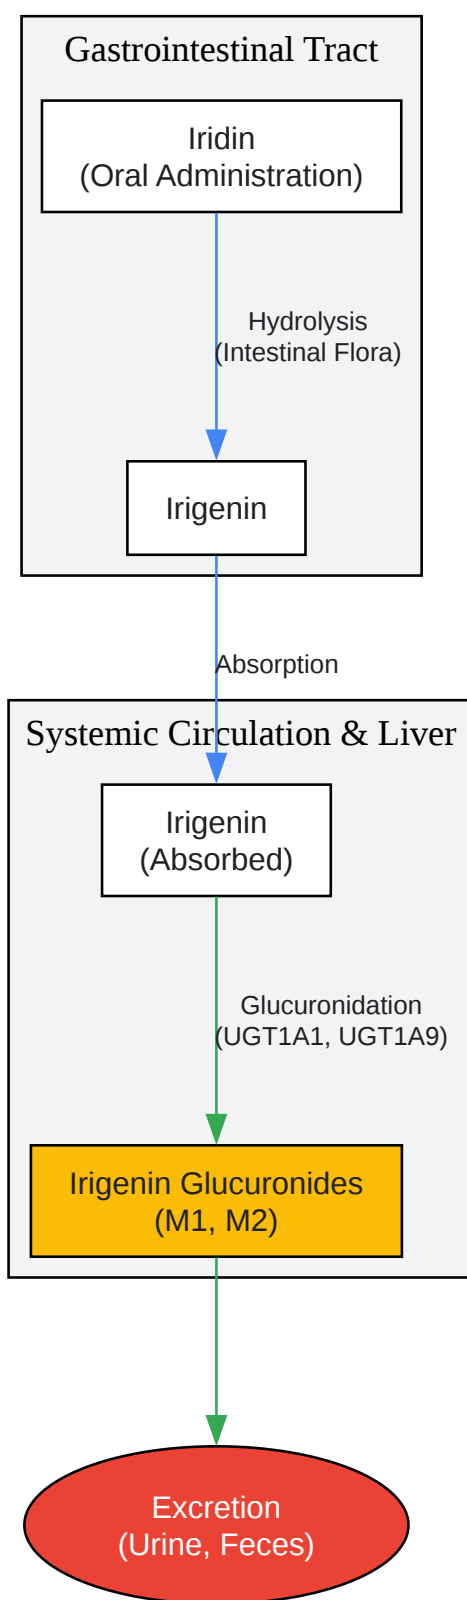 Gastrointestinal Tract
Iridin
(Oral Administration)
Hydrolysis
(Intestinal Flora)
Irigenin
Absorption
Systemic Circulation & Liver
Irigenin
(Absorbed)
Glucuronidation
(UGT1A1, UGT1A9)
Irigenin Glucuronides
(M1, M2)
Excretion
(Urine, Feces)